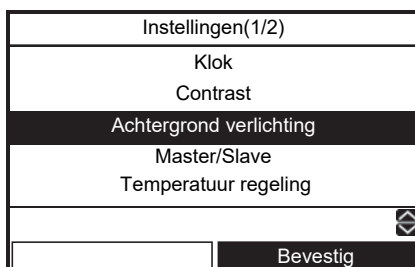 Instellingen(1/2)
Klok
Contrast
Achtergrond verlichting
Master/Slave
Temperatuur regeling
Bevestig